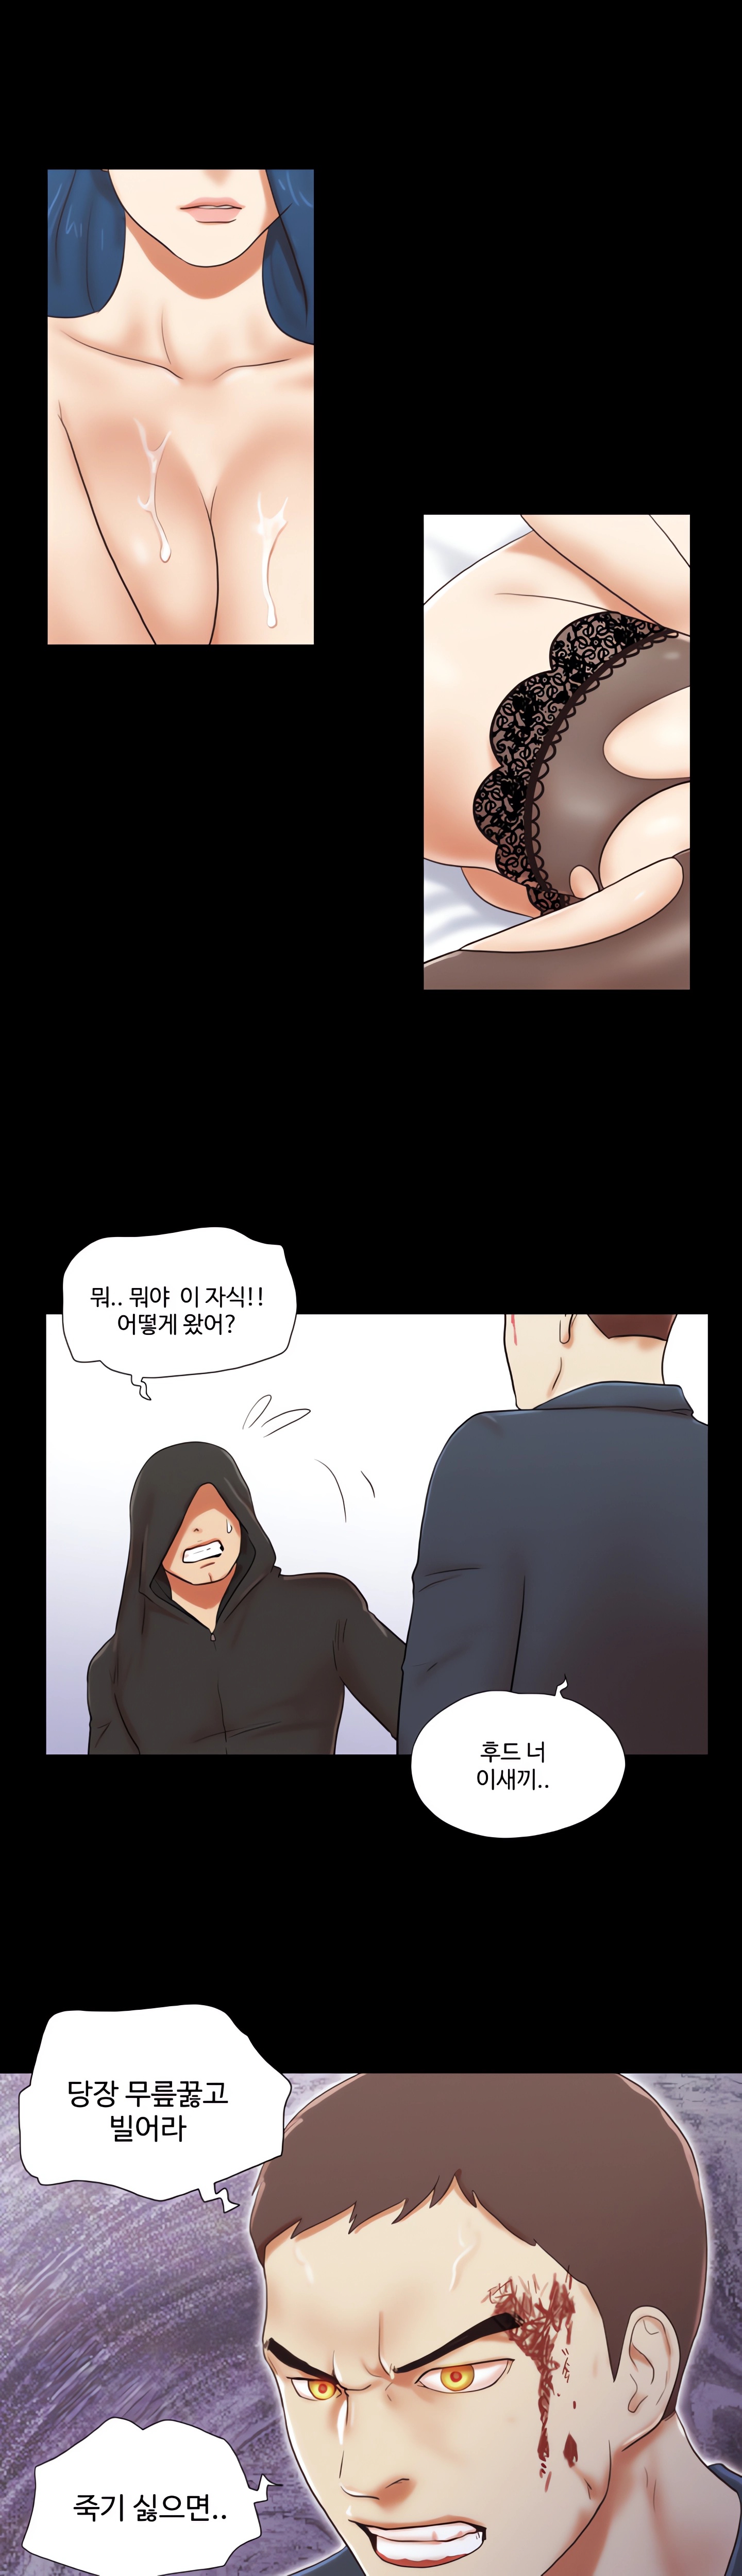 뭐.. 뭐야 이 자식!!
어떻게 왔어?
후드 너
이새끼..
당장 무릎꿇고
빌어라
죽기 싫으면..